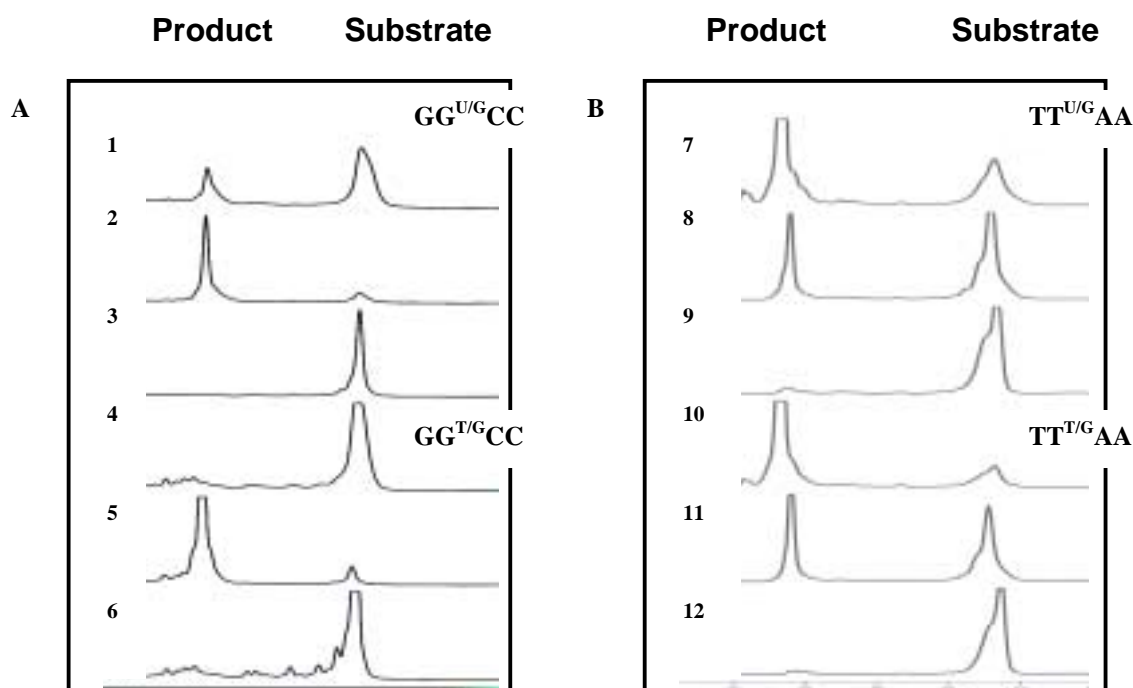 Product Substrate Product Substrate
A B
GG^U/G CC TT^U/G AA
1 7
2 8
3 9
4 10
GG^T/G CC TT^T/G AA
5 11
6 12